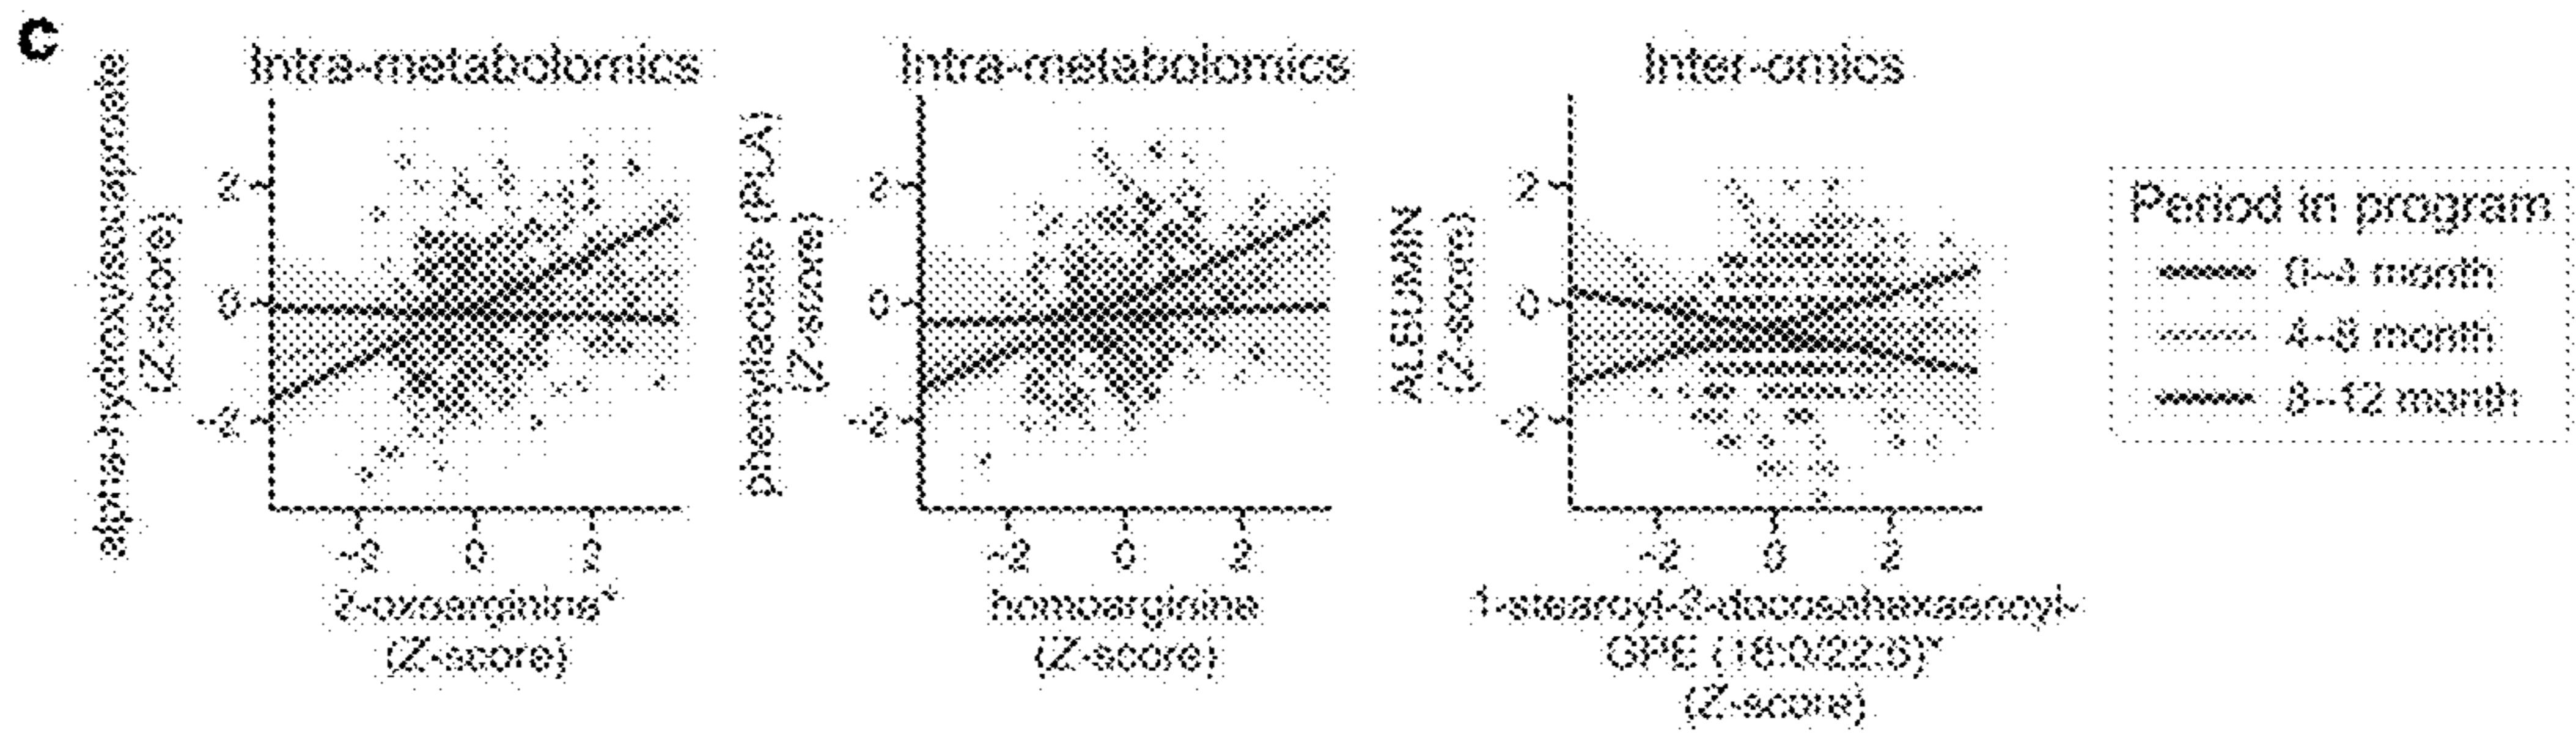 c
Intra-metabolomics
alpha-hydroxyisocaproate
(Z-score)
2
0
-2
-2 0 2
2-oxoarginine*
(Z-score)
Intra-metabolomics
phenyllactate (PLA)
(Z-score)
2
0
-2
-2 0 2
homoarginine
(Z-score)
Inter-omics
ALBUMIN
(Z-score)
2
0
-2
-2 0 2
1-stearoyl-2-docosahexaenoyl-
GPE (18:0/22:6)*
(Z-score)
Period in program
0–4 month
4–8 month
8–12 month